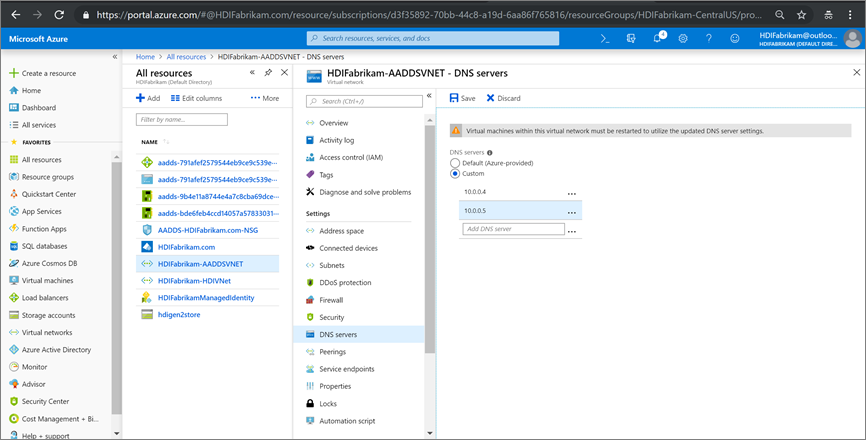 https://portal.azure.com/#@HDIFabrikam.com/resource/subscriptions/d3f35892-70bb-44c8-a19d-6aa86f765816/resourceGroups/HDIFabrikam-CentralUS/pro...
Microsoft Azure
Search resources, services, and docs
4
HDIFabrikam@outloo...
HDIFABRIKAM (DEFAULT DIRE...
Home > All resources > HDIFabrikam-AADDSVNET - DNS servers
Create a resource
Home
Dashboard
All services
FAVORITES
All resources
Resource groups
Quickstart Center
App Services
Function Apps
SQL databases
Azure Cosmos DB
Virtual machines
Load balancers
Storage accounts
Virtual networks
Azure Active Directory
Monitor
Advisor
Security Center
Cost Management + Bi...
Help + support
All resources
HDIFabrikam (Default Directory)
Add
Edit columns
More
Filter by name...
NAME
aadds-791afef2579544eb9ce9c539e...
aadds-791afef2579544eb9ce9c539e...
aadds-9b4e11a8744e4a7c8cba69dce...
aadds-bde6feb4ccd14057a57833031...
AADDS-HDIFabrikam.com-NSG
HDIFabrikam.com
HDIFabrikam-AADDSVNET
HDIFabrikam-HDIVNet
HDIFabrikamManagedIdentity
hdigen2store
HDIFabrikam-AADDSVNET - DNS servers
Virtual network
Search (Ctrl+/)
Overview
Activity log
Access control (IAM)
Tags
Diagnose and solve problems
Settings
Address space
Connected devices
Subnets
DDoS protection
Firewall
Security
DNS servers
Peerings
Service endpoints
Properties
Locks
Automation script
Save
Discard
Virtual machines within this virtual network must be restarted to utilize the updated DNS server settings.
DNS servers
Default (Azure-provided)
Custom
10.0.0.4
10.0.0.5
Add DNS server